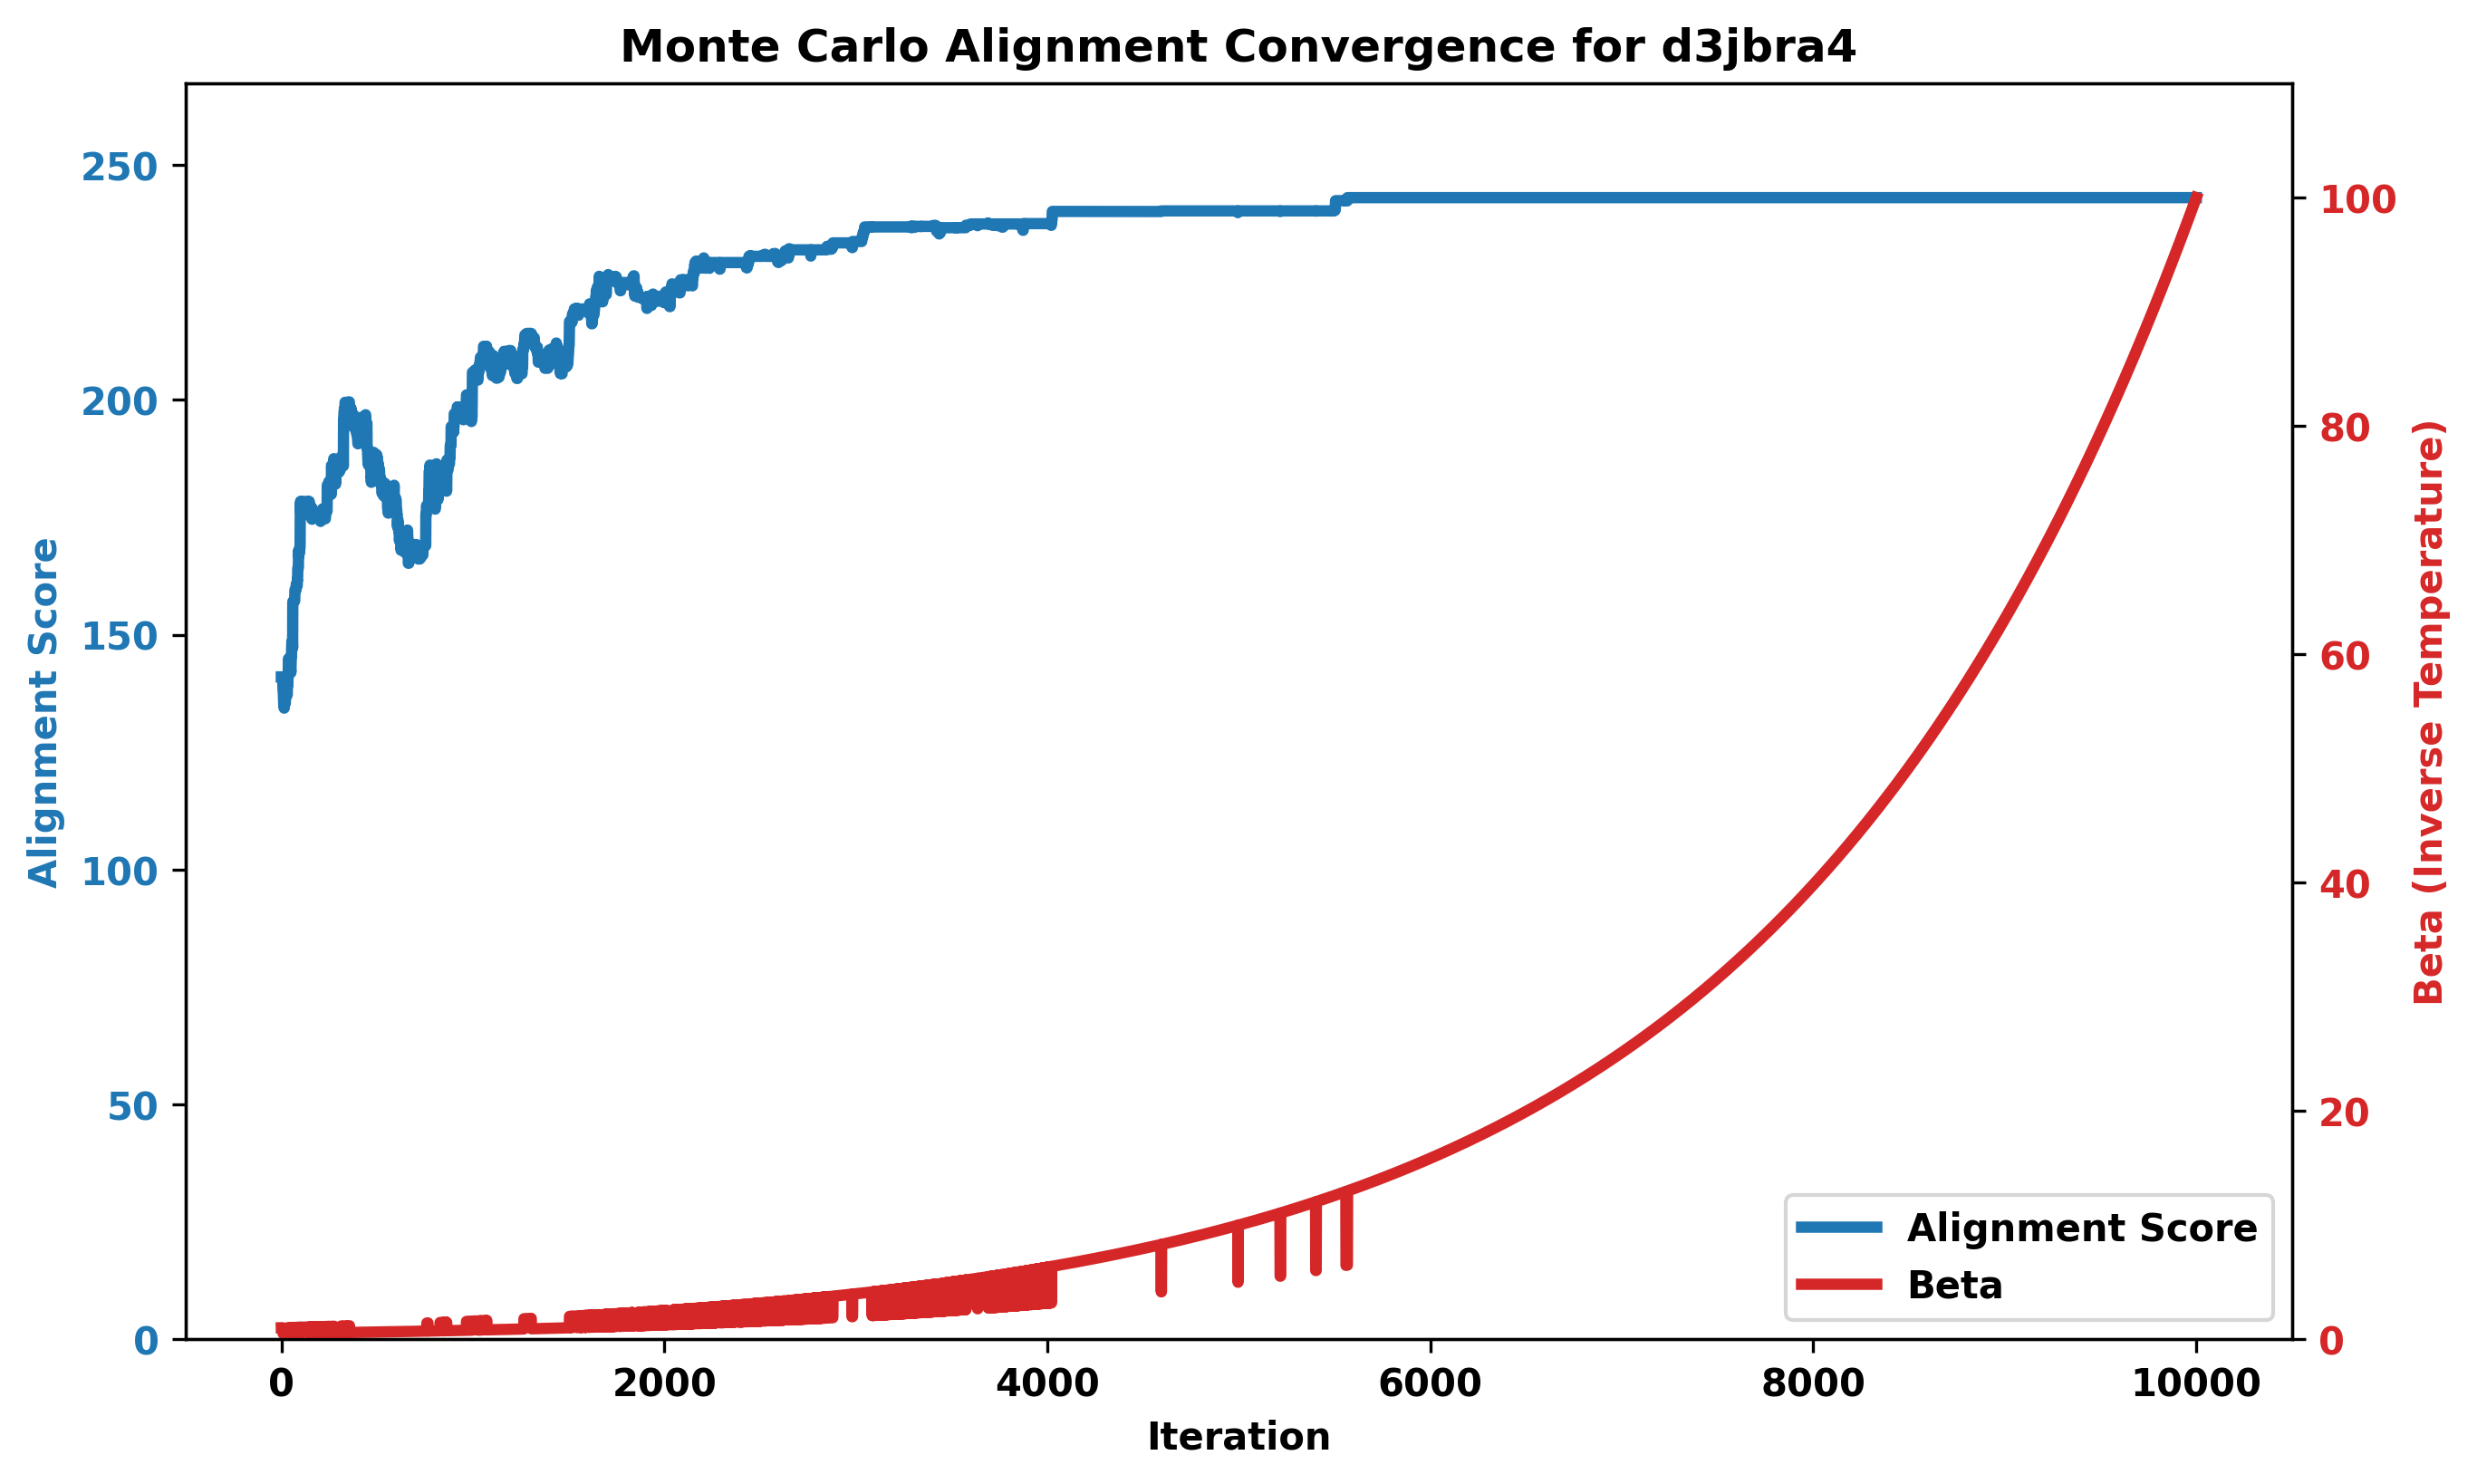 Monte Carlo Alignment Convergence for d3jbra4
Alignment Score
250
200
150
100
50
0
100
80
60
40
20
0
Beta (Inverse Temperature)
Alignment Score
Beta
0 2000 4000 6000 8000 10000
Iteration